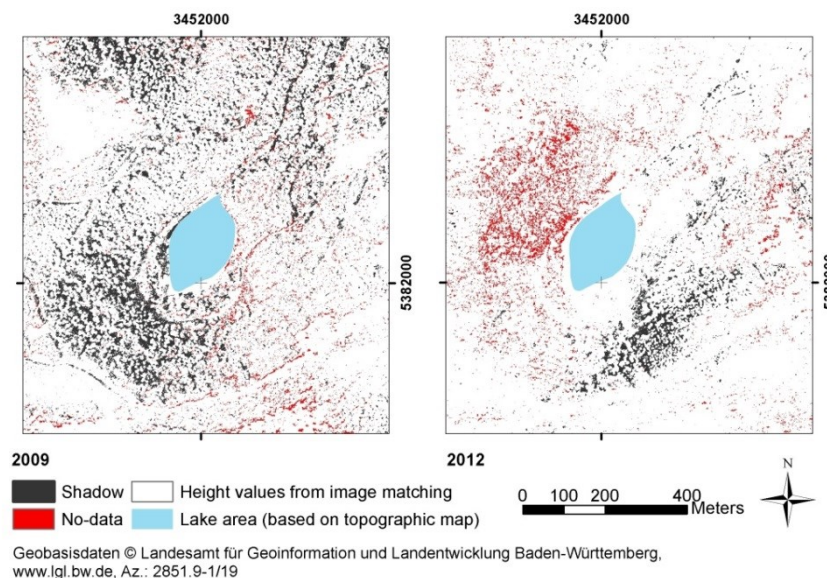 3452000
3452000
5382000
5382000
2009
2012
Shadow
Height values from image matching
No-data
Lake area (based on topographic map)
0 100 200 400
Meters
N
Geobasisdaten © Landesamt für Geoinformation und Landentwicklung Baden-Württemberg,
www.lgl.bw.de, Az.: 2851.9-1/19